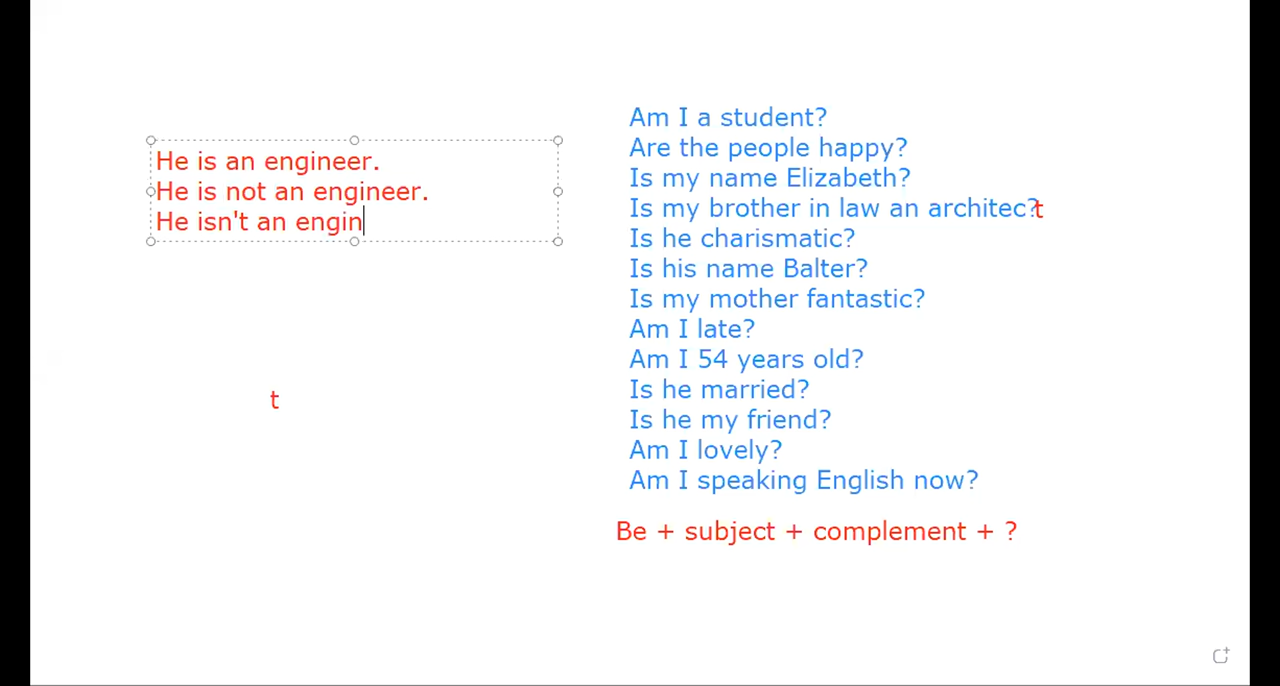 He is an engineer.
He is not an engineer.
He isn't an engin
t
Am I a student?
Are the people happy?
Is my name Elizabeth?
Is my brother in law an architec?t
Is he charismatic?
Is his name Balter?
Is my mother fantastic?
Am I late?
Am I 54 years old?
Is he married?
Is he my friend?
Am I lovely?
Am I speaking English now?
Be + subject + complement + ?